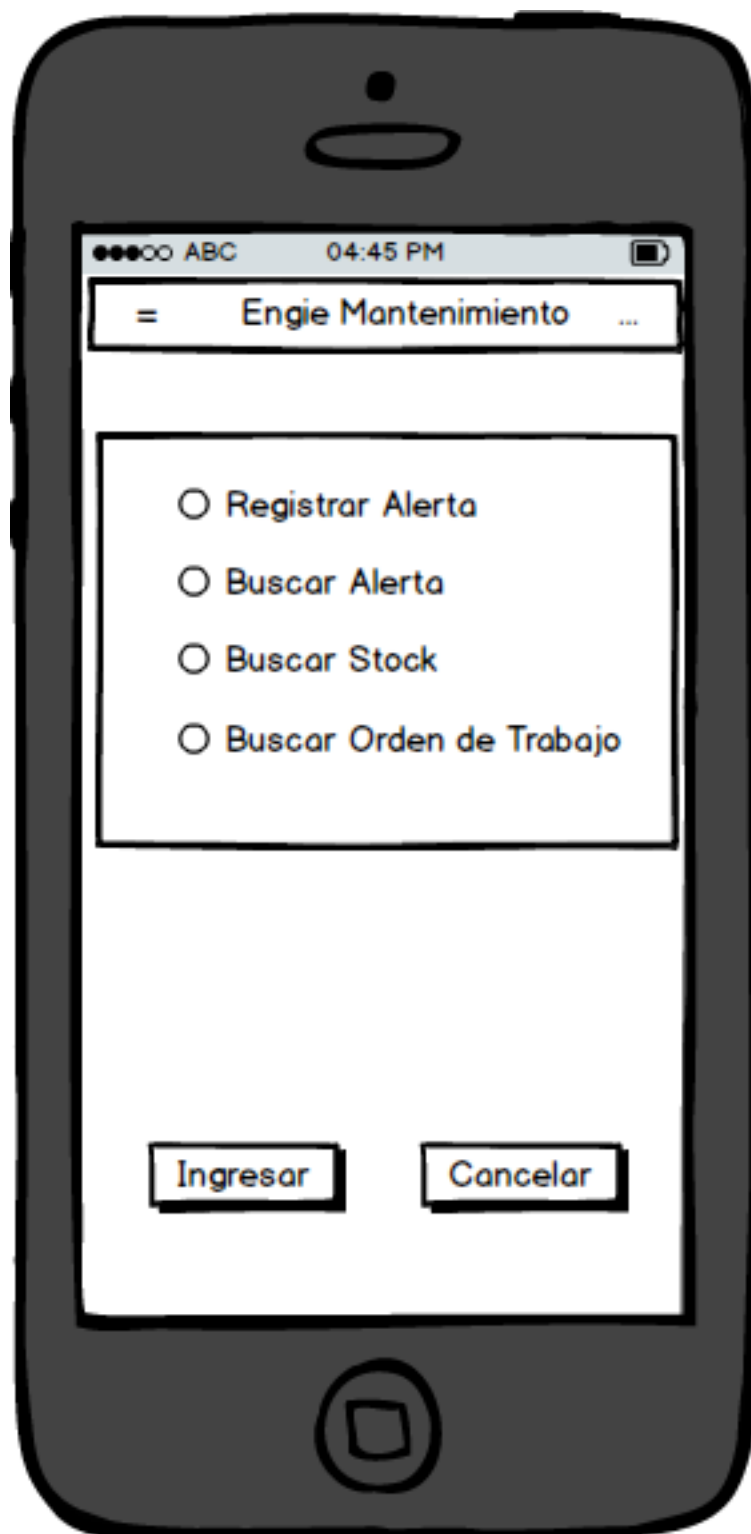 ABC 04:45 PM
= Engie Mantenimiento ...
Registrar Alerta
Buscar Alerta
Buscar Stock
Buscar Orden de Trabajo
Ingresar Cancelar